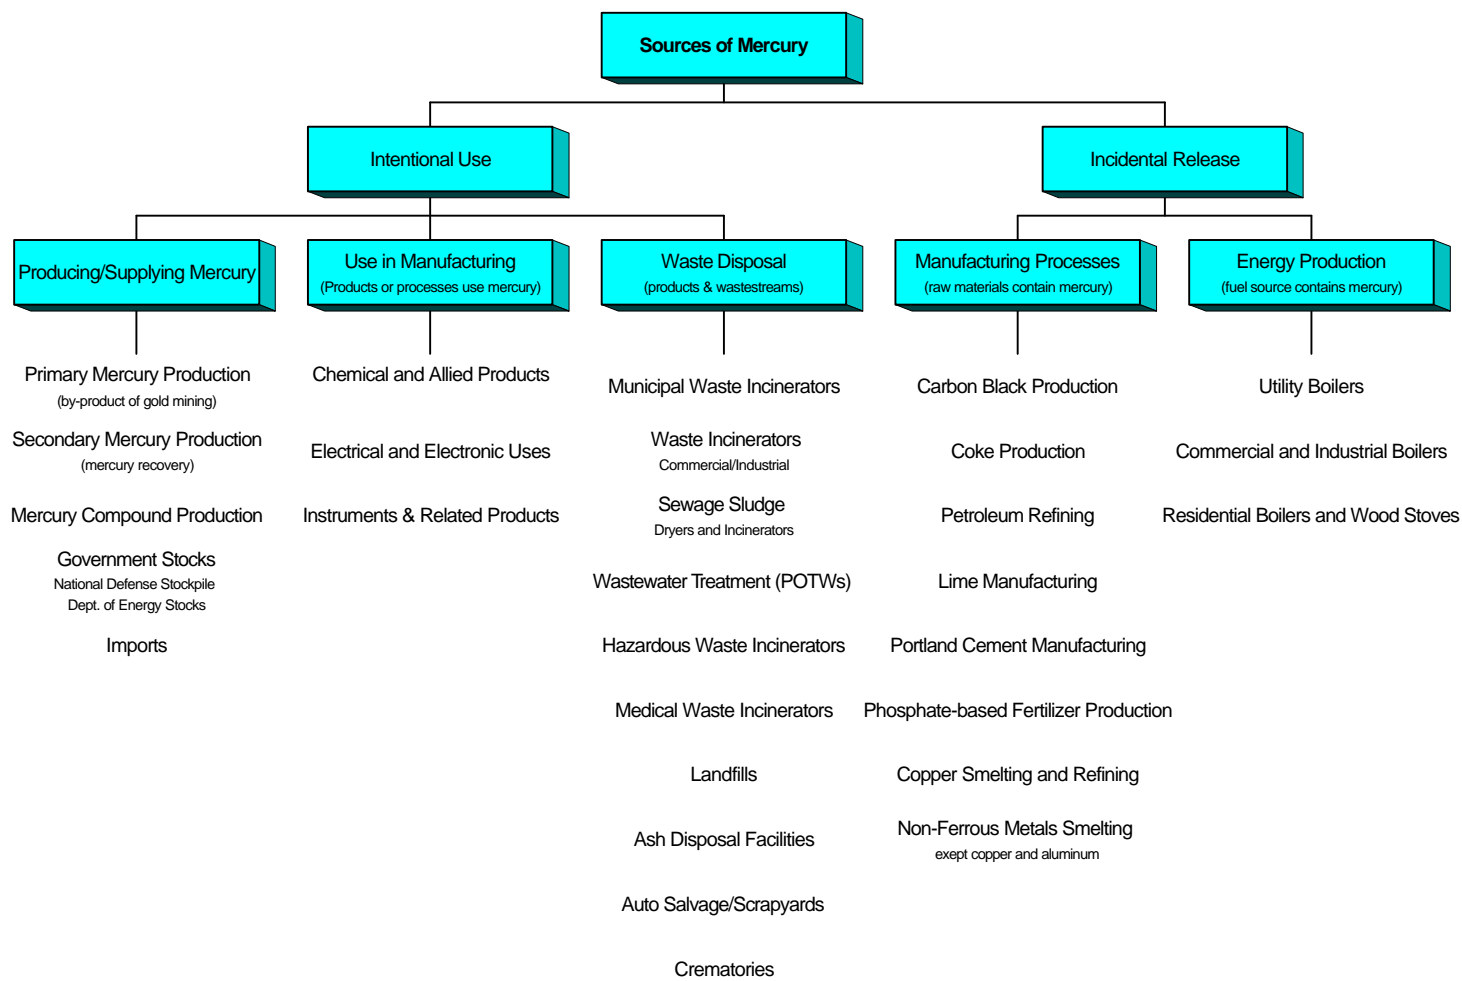 Sources of Mercury
Intentional Use
Incidental Release
Producing/Supplying Mercury
Use in Manufacturing
(Products or processes use mercury)
Waste Disposal
(products & wastestreams)
Manufacturing Processes
(raw materials contain mercury)
Energy Production
(fuel source contains mercury)
Primary Mercury Production
(by-product of gold mining)
Secondary Mercury Production
(mercury recovery)
Mercury Compound Production
Government Stocks
National Defense Stockpile
Dept. of Energy Stocks
Imports
Chemical and Allied Products
Electrical and Electronic Uses
Instruments & Related Products
Municipal Waste Incinerators
Waste Incinerators
Commercial/Industrial
Sewage Sludge
Dryers and Incinerators
Wastewater Treatment (POTWs)
Hazardous Waste Incinerators
Medical Waste Incinerators
Landfills
Ash Disposal Facilities
Auto Salvage/Scrapyards
Crematories
Carbon Black Production
Coke Production
Petroleum Refining
Lime Manufacturing
Portland Cement Manufacturing
Phosphate-based Fertilizer Production
Copper Smelting and Refining
Non-Ferrous Metals Smelting
exept copper and aluminum
Utility Boilers
Commercial and Industrial Boilers
Residential Boilers and Wood Stoves